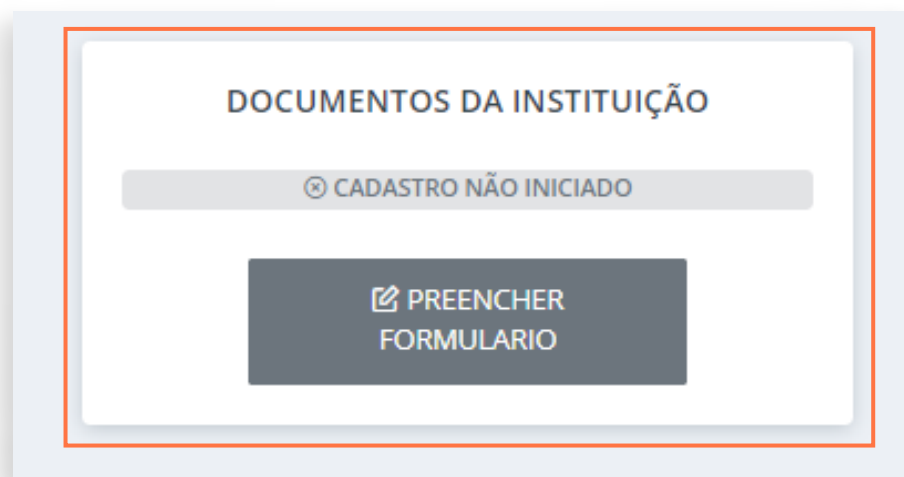 DOCUMENTOS DA INSTITUIÇÃO
CADASTRO NÃO INICIADO
PREENCHER
FORMULARIO